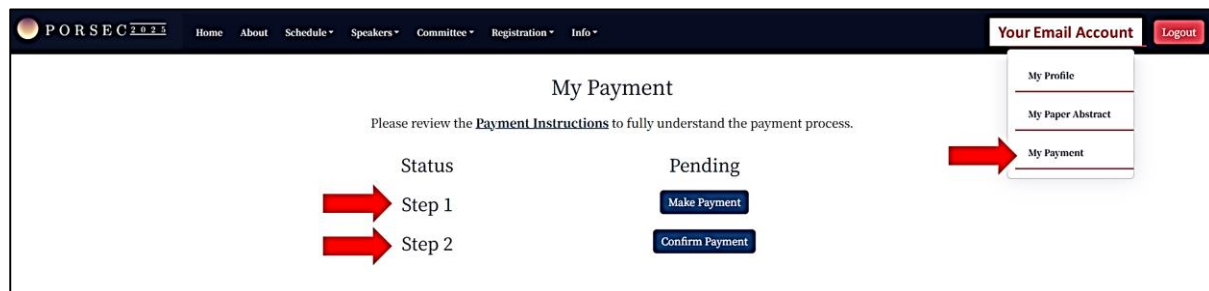 PORSEC2025 Home About Schedule Speakers Committee Registration Info Your Email Account Logout
My Profile
My Paper Abstract
My Payment
My Payment
Please review the Payment Instructions to fully understand the payment process.
Status Pending
Step 1 Make Payment
Step 2 Confirm Payment